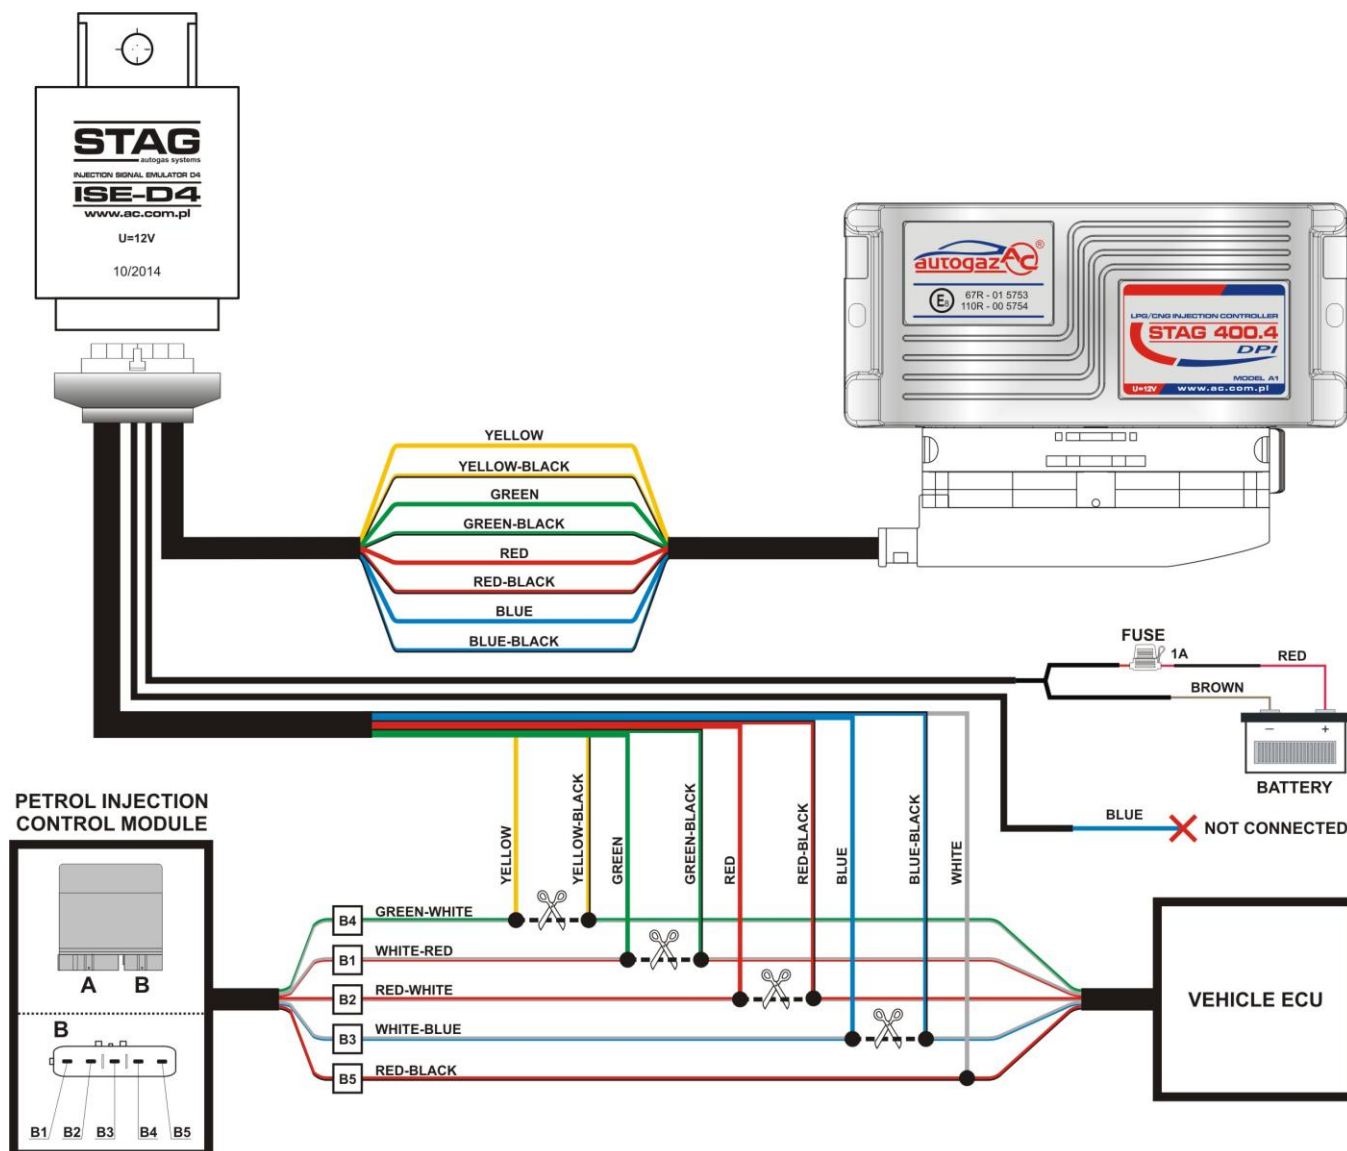 STAG
autogas systems
INJECTION SIGNAL EMULATOR D4
ISE-D4
www.ac.com.pl
U=12V
10/2014
autogaz AC ®
E8
67R - 01 5753
110R - 00 5754
LPG/CNG INJECTION CONTROLLER
STAG 400.4
DPI
MODEL A1
U=12V
www.ac.com.pl
YELLOW
YELLOW-BLACK
GREEN
GREEN-BLACK
RED
RED-BLACK
BLUE
BLUE-BLACK
FUSE
1A
RED
BROWN
− +
BATTERY
BLUE
NOT CONNECTED
YELLOW
YELLOW-BLACK
GREEN
GREEN-BLACK
RED
RED-BLACK
BLUE
BLUE-BLACK
WHITE
PETROL INJECTION
CONTROL MODULE
A B
B
B1 B2 B3 B4 B5
B4 GREEN-WHITE
B1 WHITE-RED
B2 RED-WHITE
B3 WHITE-BLUE
B5 RED-BLACK
VEHICLE ECU